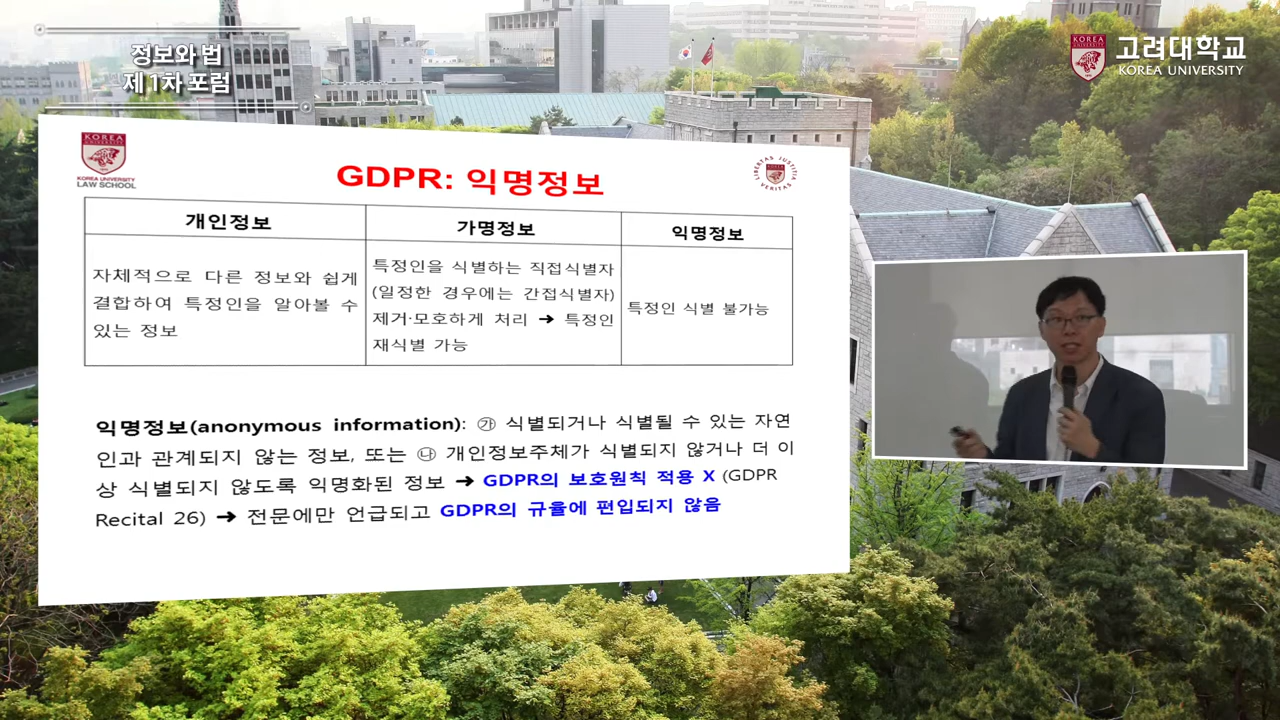 정보와 법
제 1차 포럼
KOREA
고려대학교
KOREA UNIVERSITY
KOREA
KOREA UNIVERSITY
LAW SCHOOL
GDPR: 익명정보
LIBERTAS JUSTITIA VERITAS
개인정보
가명정보
익명정보
자체적으로 다른 정보와 쉽게
결합하여 특정인을 알아볼 수
있는 정보
특정인을 식별하는 직접식별자
(일정한 경우에는 간접식별자)
제거·모호하게 처리 ➔ 특정인
재식별 가능
특정인 식별 불가능
익명정보(anonymous information): ㉮ 식별되거나 식별될 수 있는 자연
인과 관계되지 않는 정보, 또는 ㉯ 개인정보주체가 식별되지 않거나 더 이
상 식별되지 않도록 익명화된 정보 ➔ GDPR의 보호원칙 적용 X (GDPR
Recital 26) ➔ 전문에만 언급되고 GDPR의 규율에 편입되지 않음